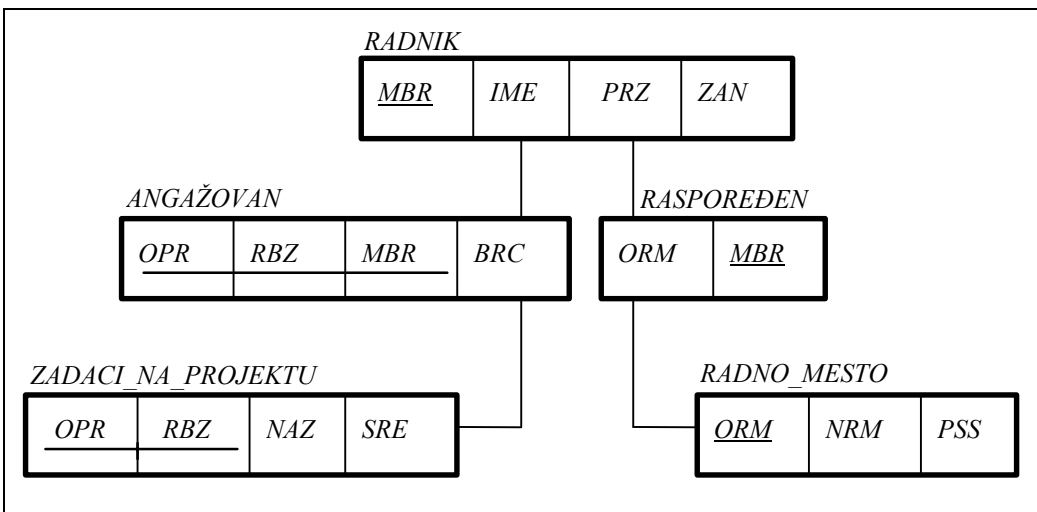 RADNIK
MBR IME PRZ ZAN
ANGAŽOVAN
RASPOREĐEN
OPR RBZ MBR BRC
ORM MBR
ZADACI_NA_PROJEKTU
RADNO_MESTO
OPR RBZ NAZ SRE
ORM NRM PSS